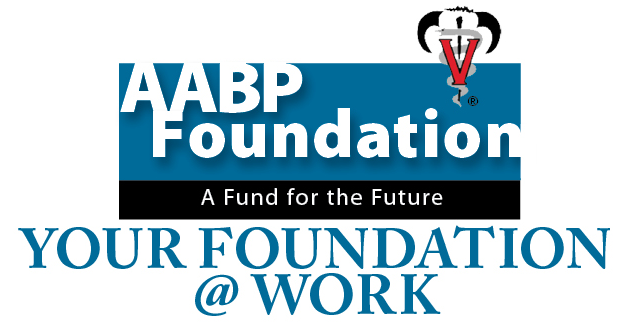 V
®
AABP
Foundation
A Fund for the Future
YOUR FOUNDATION
@ WORK